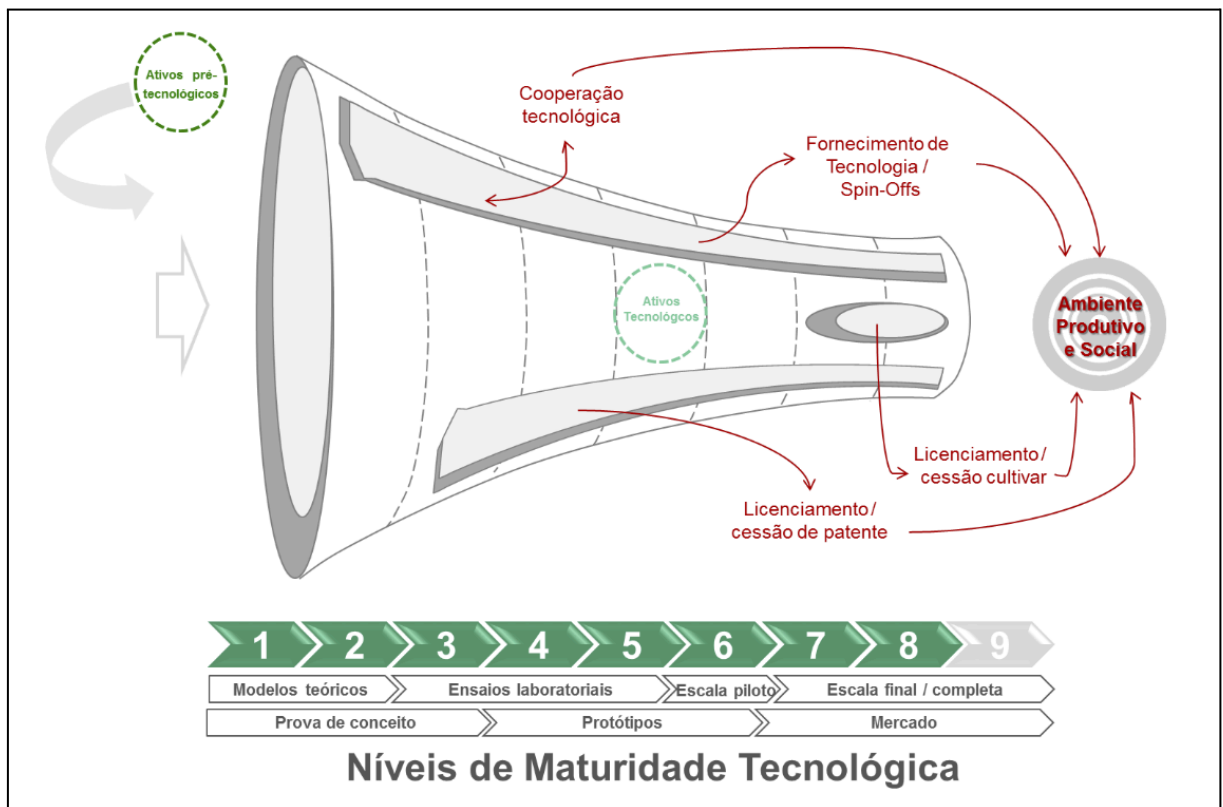 Ativos pré-
tecnológicos
Cooperação
tecnológica
Fornecimento de
Tecnologia /
Spin-Offs
Ativos
Tecnológcos
Ambiente
Produtivo
e Social
Licenciamento /
cessão cultivar
Licenciamento /
cessão de patente
1 2 3 4 5 6 7 8 9
Modelos teóricos Ensaios laboratoriais Escala piloto Escala final / completa
Prova de conceito Protótipos Mercado
Níveis de Maturidade Tecnológica